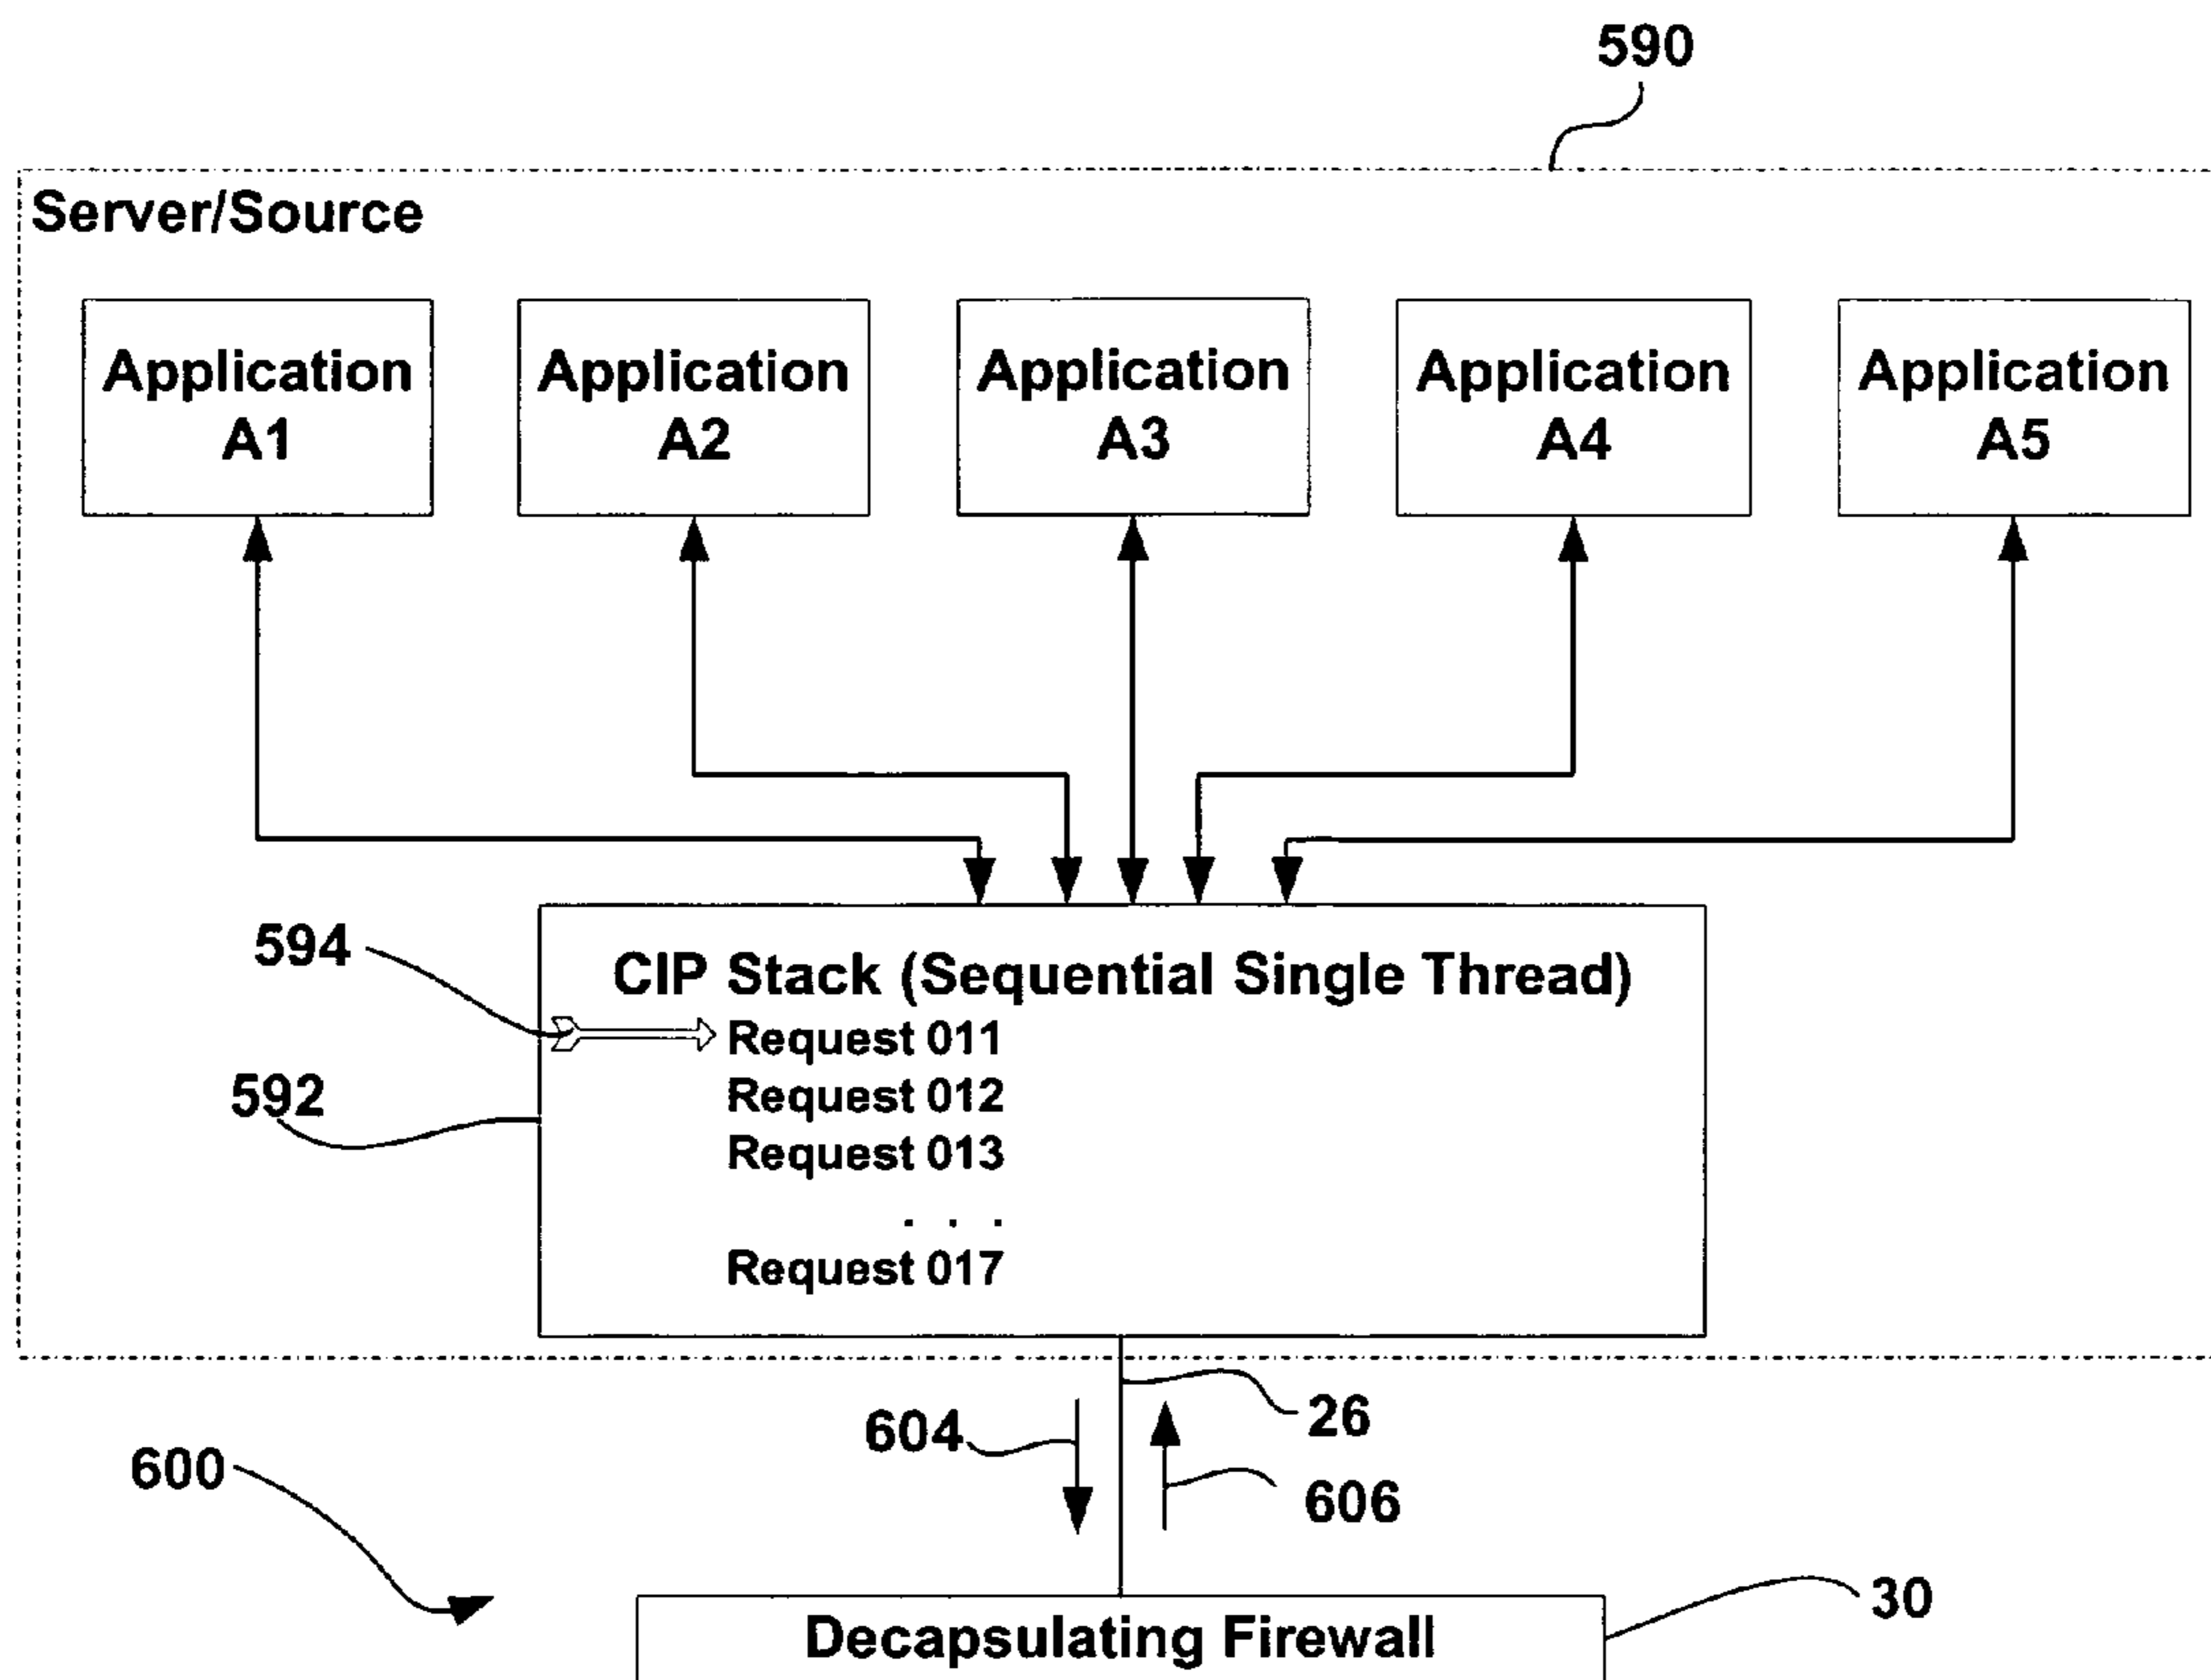 590
Server/Source
Application A1
Application A2
Application A3
Application A4
Application A5
594
CIP Stack (Sequential Single Thread)
Request 011
592
Request 012
Request 013
. . .
Request 017
26
604
600
606
30
Decapsulating Firewall